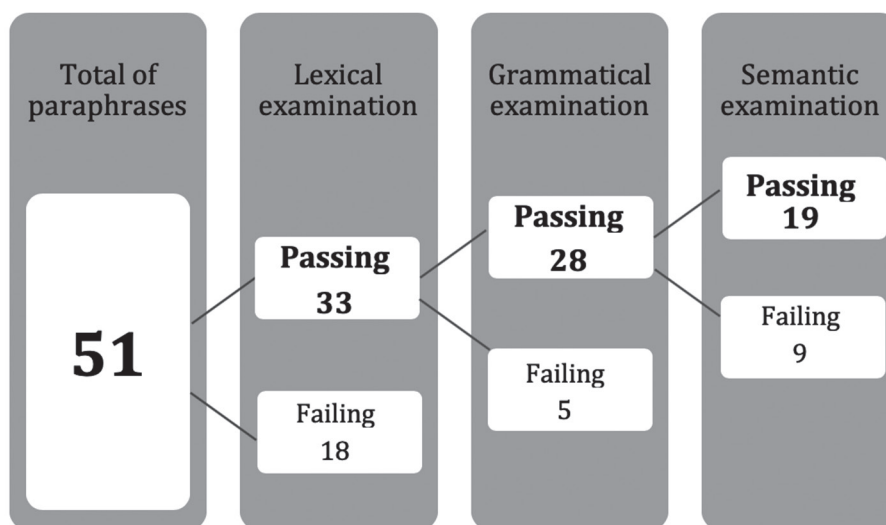 Total of
paraphrases
51
Lexical
examination
Passing
33
Failing
18
Grammatical
examination
Passing
28
Failing
5
Semantic
examination
Passing
19
Failing
9